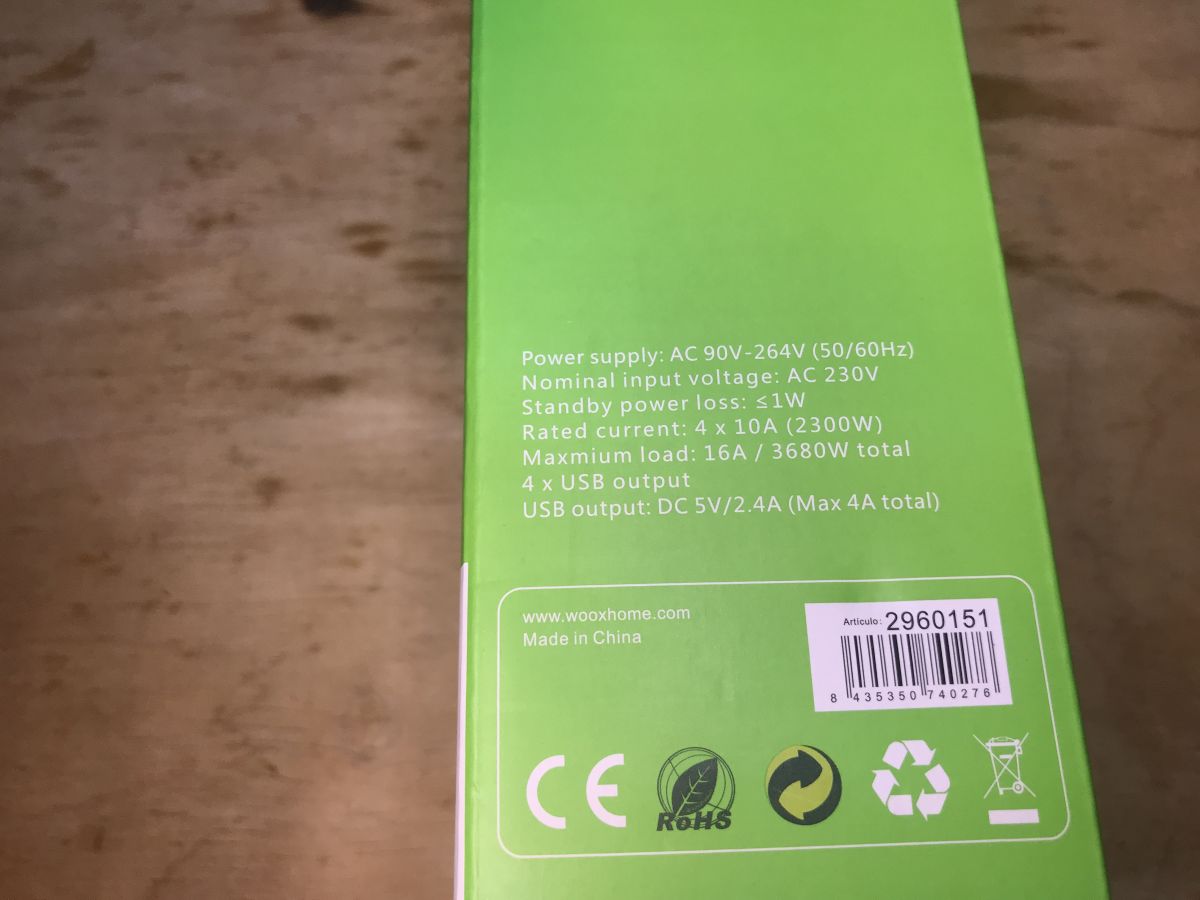 Power supply: AC 90V-264V (50/60Hz)
Nominal input voltage: AC 230V
Standby power loss: ≤1W
Rated current: 4 x 10A (2300W)
Maxmium load: 16A / 3680W total
4 x USB output
USB output: DC 5V/2.4A (Max 4A total)
www.wooxhome.com
Made in China
Articulo: 2960151
8 435350 740276
CE
RoHS